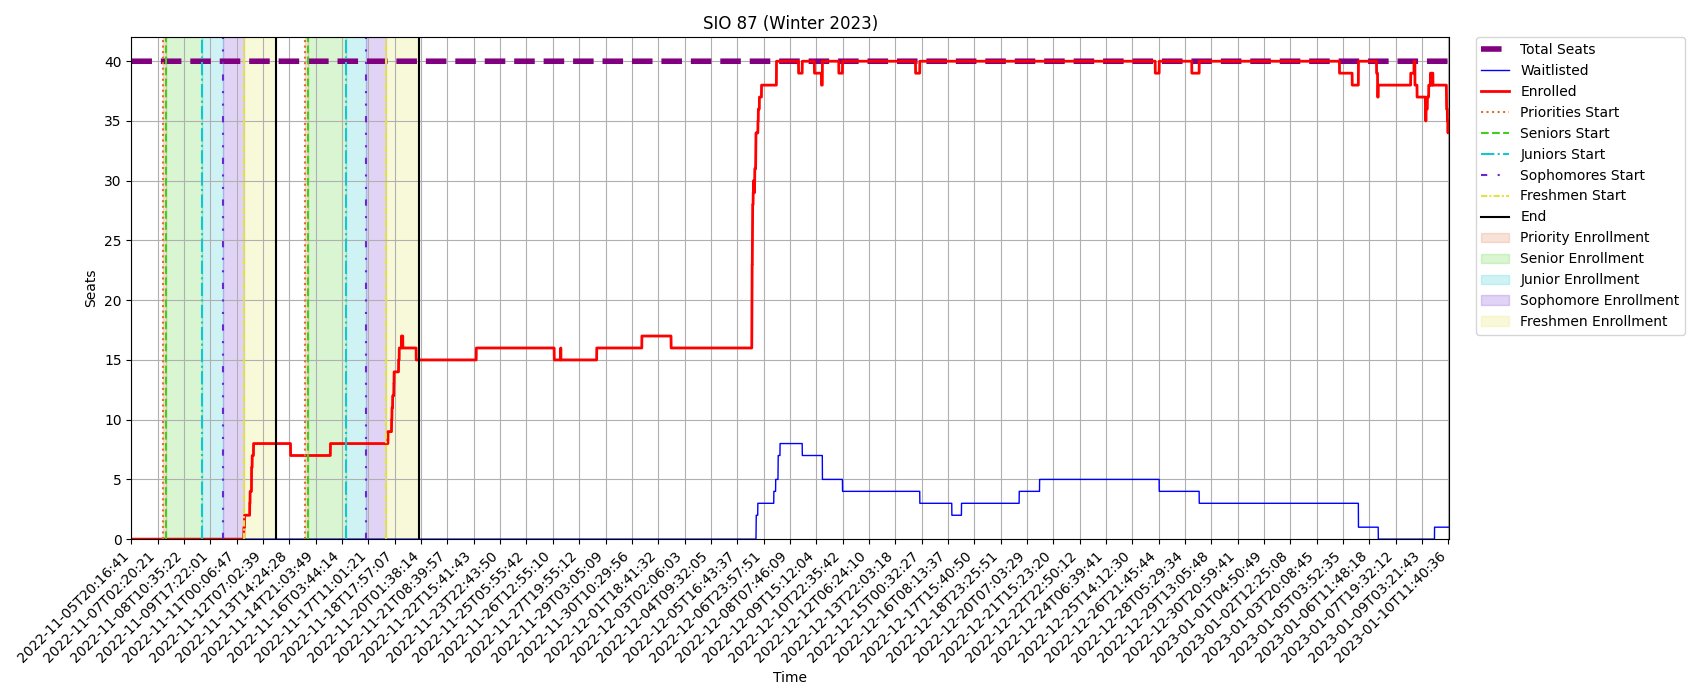 SIO 87 (Winter 2023)
Total Seats
Waitlisted
Enrolled
Priorities Start
Seniors Start
Juniors Start
Sophomores Start
Freshmen Start
End
Priority Enrollment
Senior Enrollment
Junior Enrollment
Sophomore Enrollment
Freshmen Enrollment
Seats
40
35
30
25
20
15
10
5
0
2022-11-05T20:16:41
2022-11-07T02:20:21
2022-11-08T10:35:22
2022-11-09T17:22:01
2022-11-11T00:06:47
2022-11-12T07:02:39
2022-11-13T14:24:28
2022-11-14T21:03:49
2022-11-16T03:44:14
2022-11-17T11:01:21
2022-11-18T17:57:07
2022-11-20T01:38:14
2022-11-21T08:39:57
2022-11-22T15:41:43
2022-11-23T22:43:50
2022-11-25T05:55:42
2022-11-26T12:55:10
2022-11-27T19:55:12
2022-11-29T03:05:09
2022-11-30T10:29:56
2022-12-01T18:41:32
2022-12-03T02:06:03
2022-12-04T09:32:05
2022-12-05T16:43:37
2022-12-06T23:57:51
2022-12-08T07:46:09
2022-12-09T15:12:04
2022-12-10T22:35:42
2022-12-12T06:24:10
2022-12-13T22:03:18
2022-12-15T00:32:27
2022-12-16T08:13:37
2022-12-17T15:40:50
2022-12-18T23:25:51
2022-12-20T07:03:29
2022-12-21T15:23:20
2022-12-22T22:50:12
2022-12-24T06:39:41
2022-12-25T14:12:30
2022-12-26T21:45:44
2022-12-28T05:29:34
2022-12-29T13:05:48
2022-12-30T20:59:41
2023-01-01T04:50:49
2023-01-02T12:25:08
2023-01-03T20:08:45
2023-01-05T03:52:35
2023-01-06T11:48:18
2023-01-07T19:32:12
2023-01-09T03:21:43
2023-01-10T11:40:36
Time